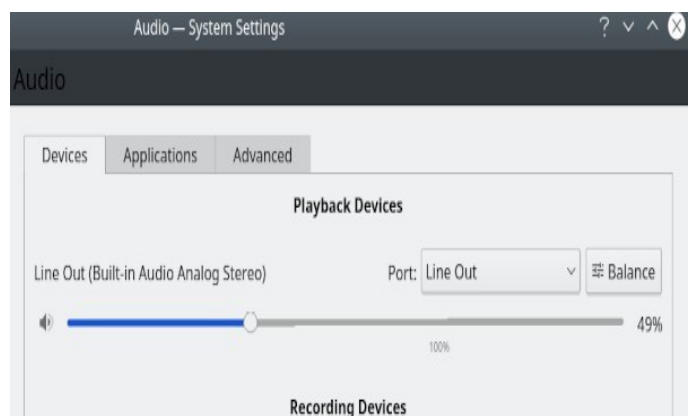 Audio — System Settings
Audio
Devices Applications Advanced
Playback Devices
Line Out (Built-in Audio Analog Stereo) Port: Line Out Balance
49%
100%
Recording Devices